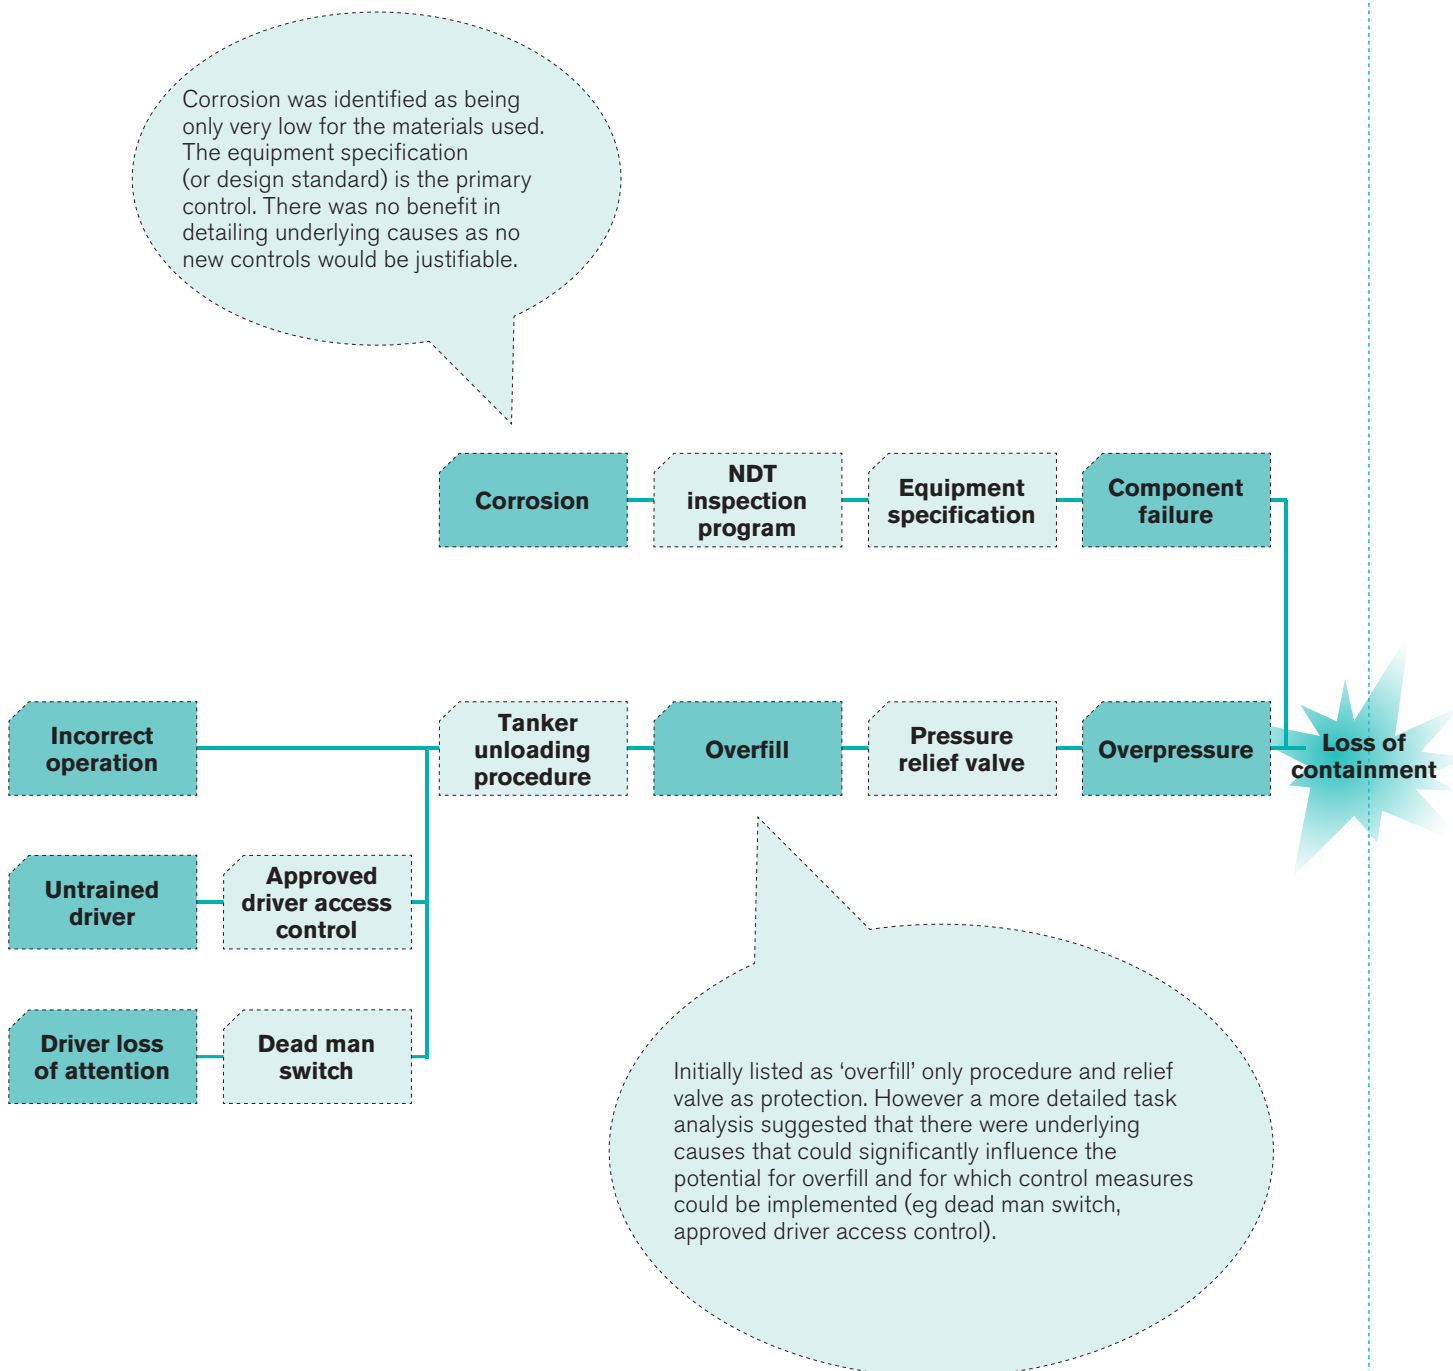 Corrosion was identified as being
only very low for the materials used.
The equipment specification
(or design standard) is the primary
control. There was no benefit in
detailing underlying causes as no
new controls would be justifiable.
Corrosion
NDT
inspection
program
Equipment
specification
Component
failure
Incorrect
operation
Tanker
unloading
procedure
Overfill
Pressure
relief valve
Overpressure
Loss of
containment
Untrained
driver
Approved
driver access
control
Driver loss
of attention
Dead man
switch
Initially listed as ‘overfill’ only procedure and relief
valve as protection. However a more detailed task
analysis suggested that there were underlying
causes that could significantly influence the
potential for overfill and for which control measures
could be implemented (eg dead man switch,
approved driver access control).